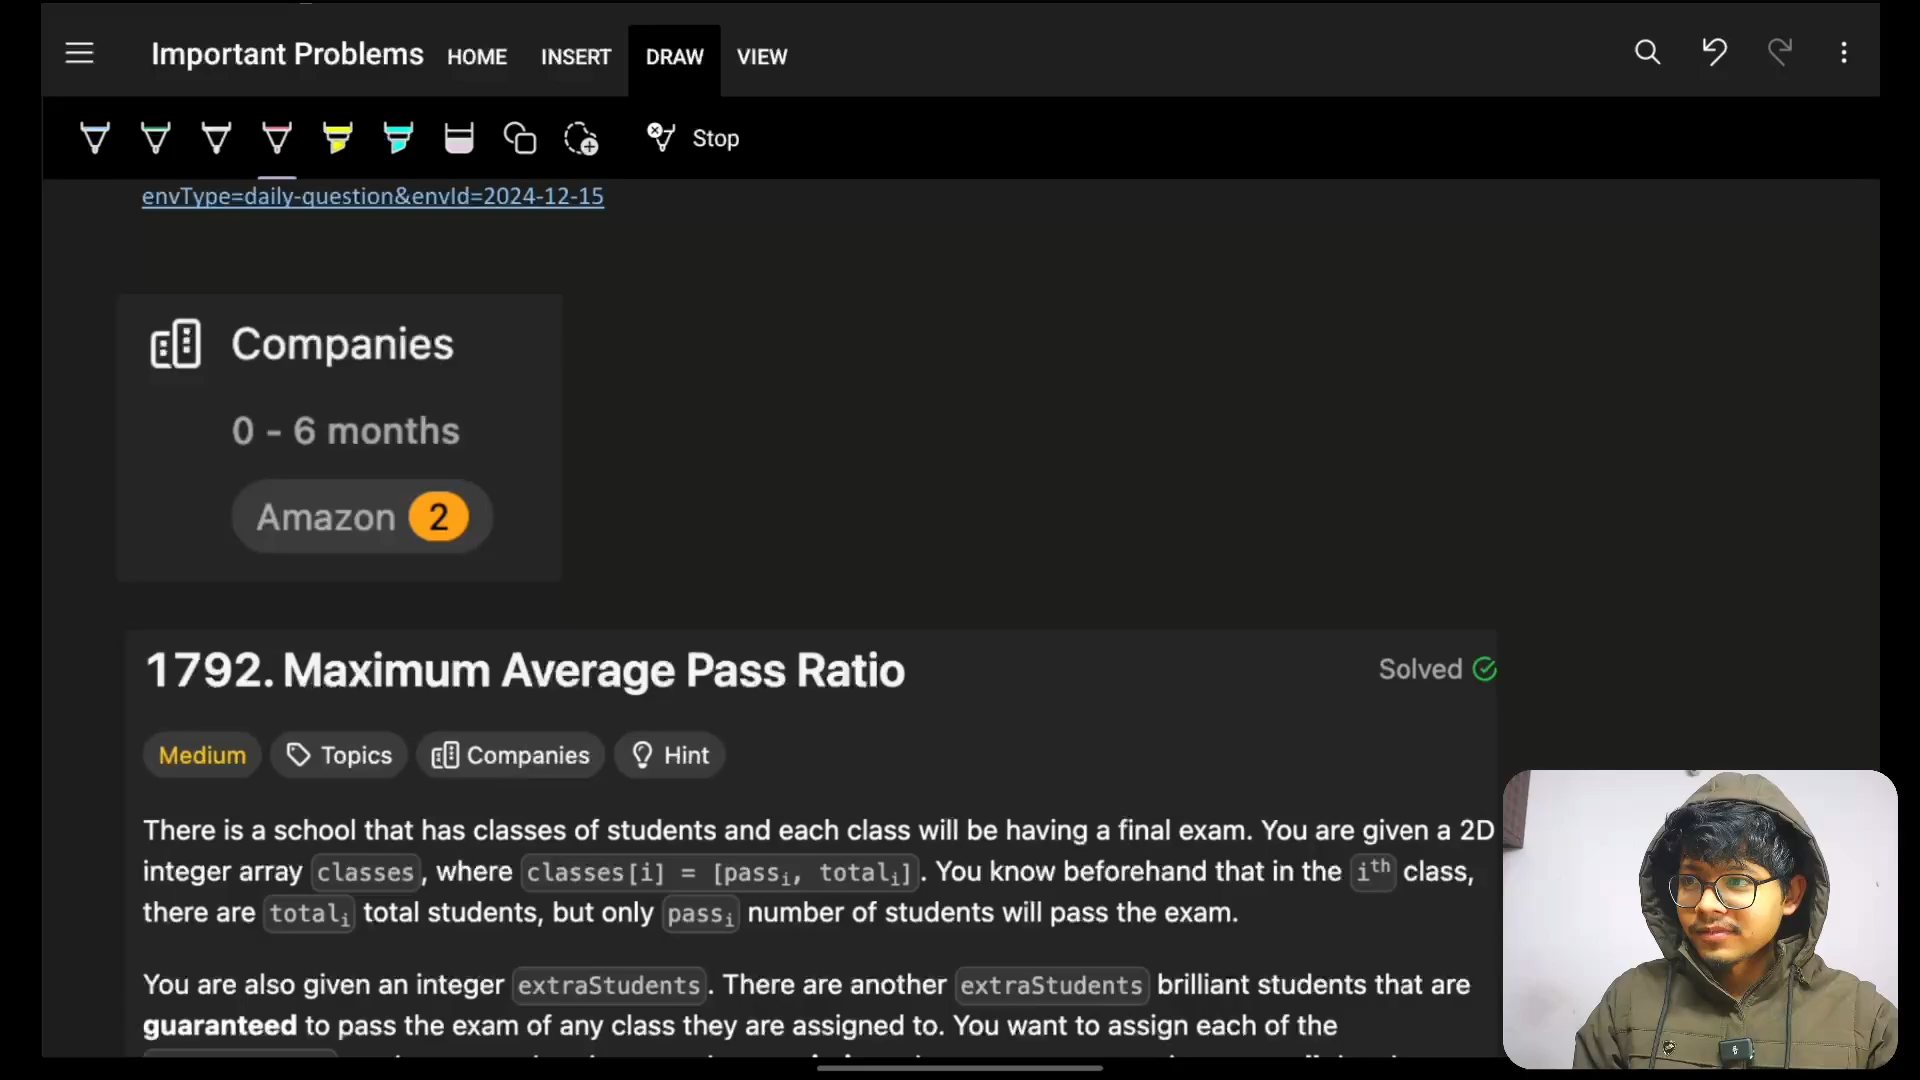 Important Problems HOME INSERT DRAW VIEW
Stop
envType=daily-question&envId=2024-12-15
Companies
0 - 6 months
Amazon 2
1792. Maximum Average Pass Ratio
Solved
Medium Topics Companies Hint
There is a school that has classes of students and each class will be having a final exam. You are given a 2D
integer array classes, where classes[i] = [passi, totali]. You know beforehand that in the ith class,
there are totali total students, but only passi number of students will pass the exam.
You are also given an integer extraStudents. There are another extraStudents brilliant students that are
guaranteed to pass the exam of any class they are assigned to. You want to assign each of the